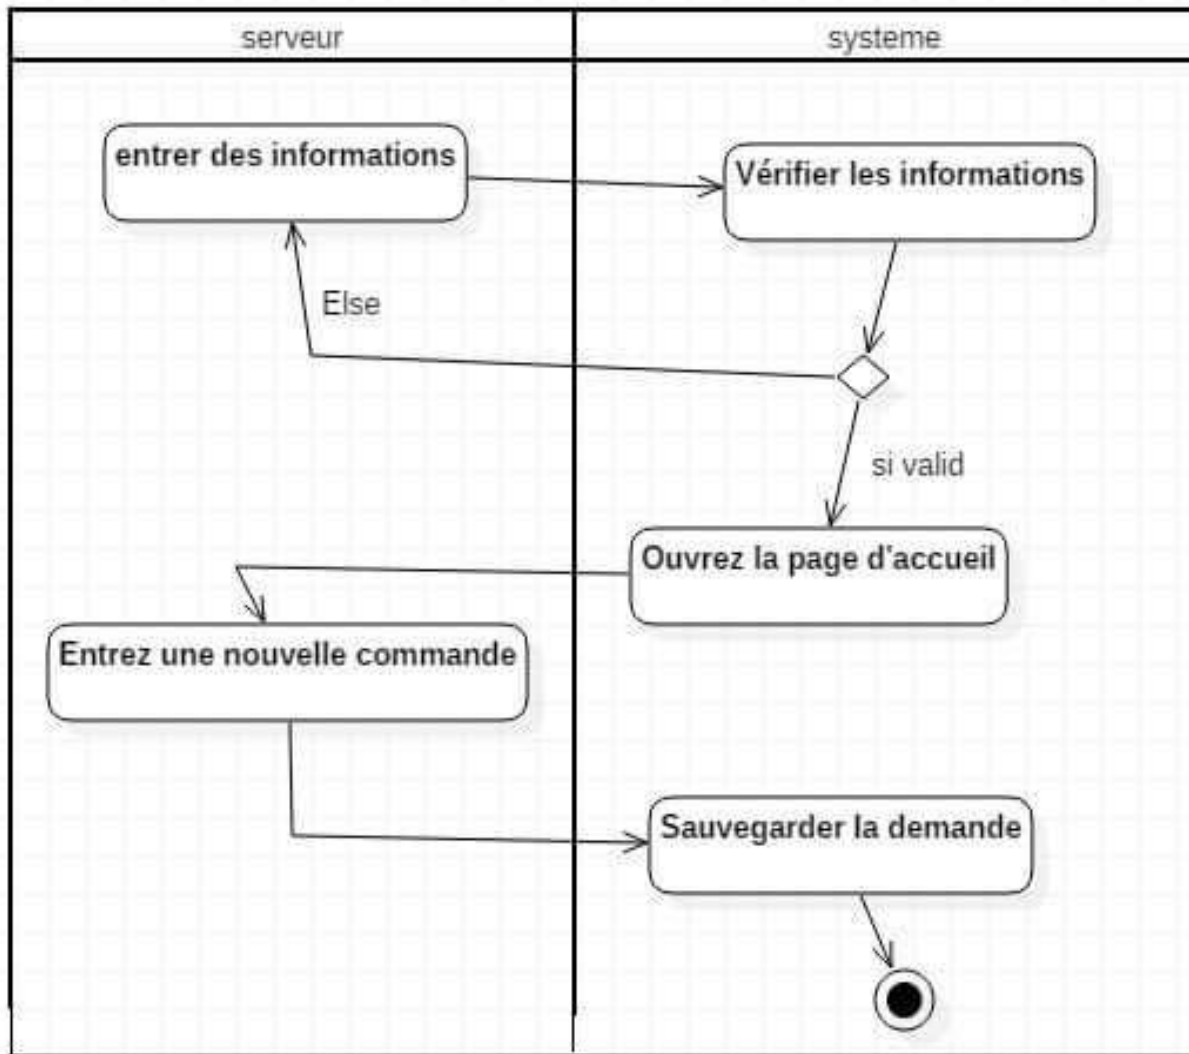 serveur
systeme
entrer des informations
Vérifier les informations
Else
si valid
Ouvrez la page d'accueil
Entrez une nouvelle commande
Sauvegarder la demande